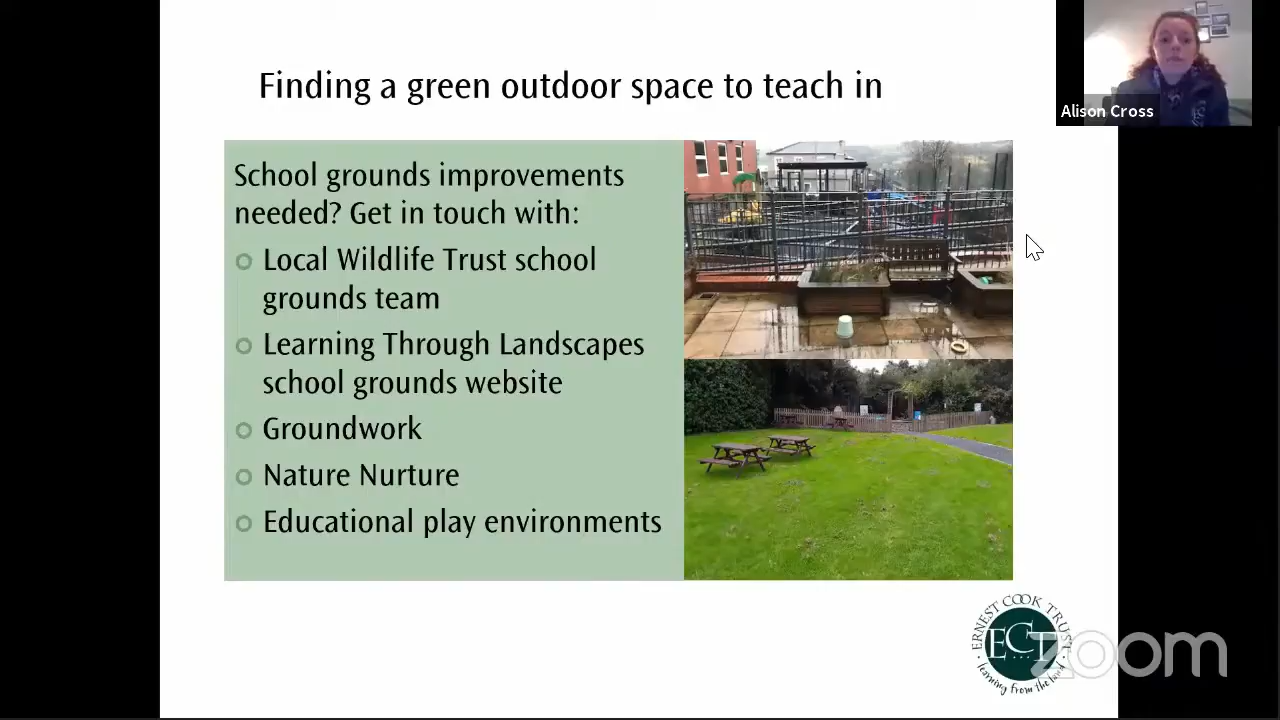 Finding a green outdoor space to teach in
Alison Cross
School grounds improvements
needed? Get in touch with:
Local Wildlife Trust school
grounds team
Learning Through Landscapes
school grounds website
Groundwork
Nature Nurture
Educational play environments
ERNEST COOK TRUST
ECT
learning from the land
zoom